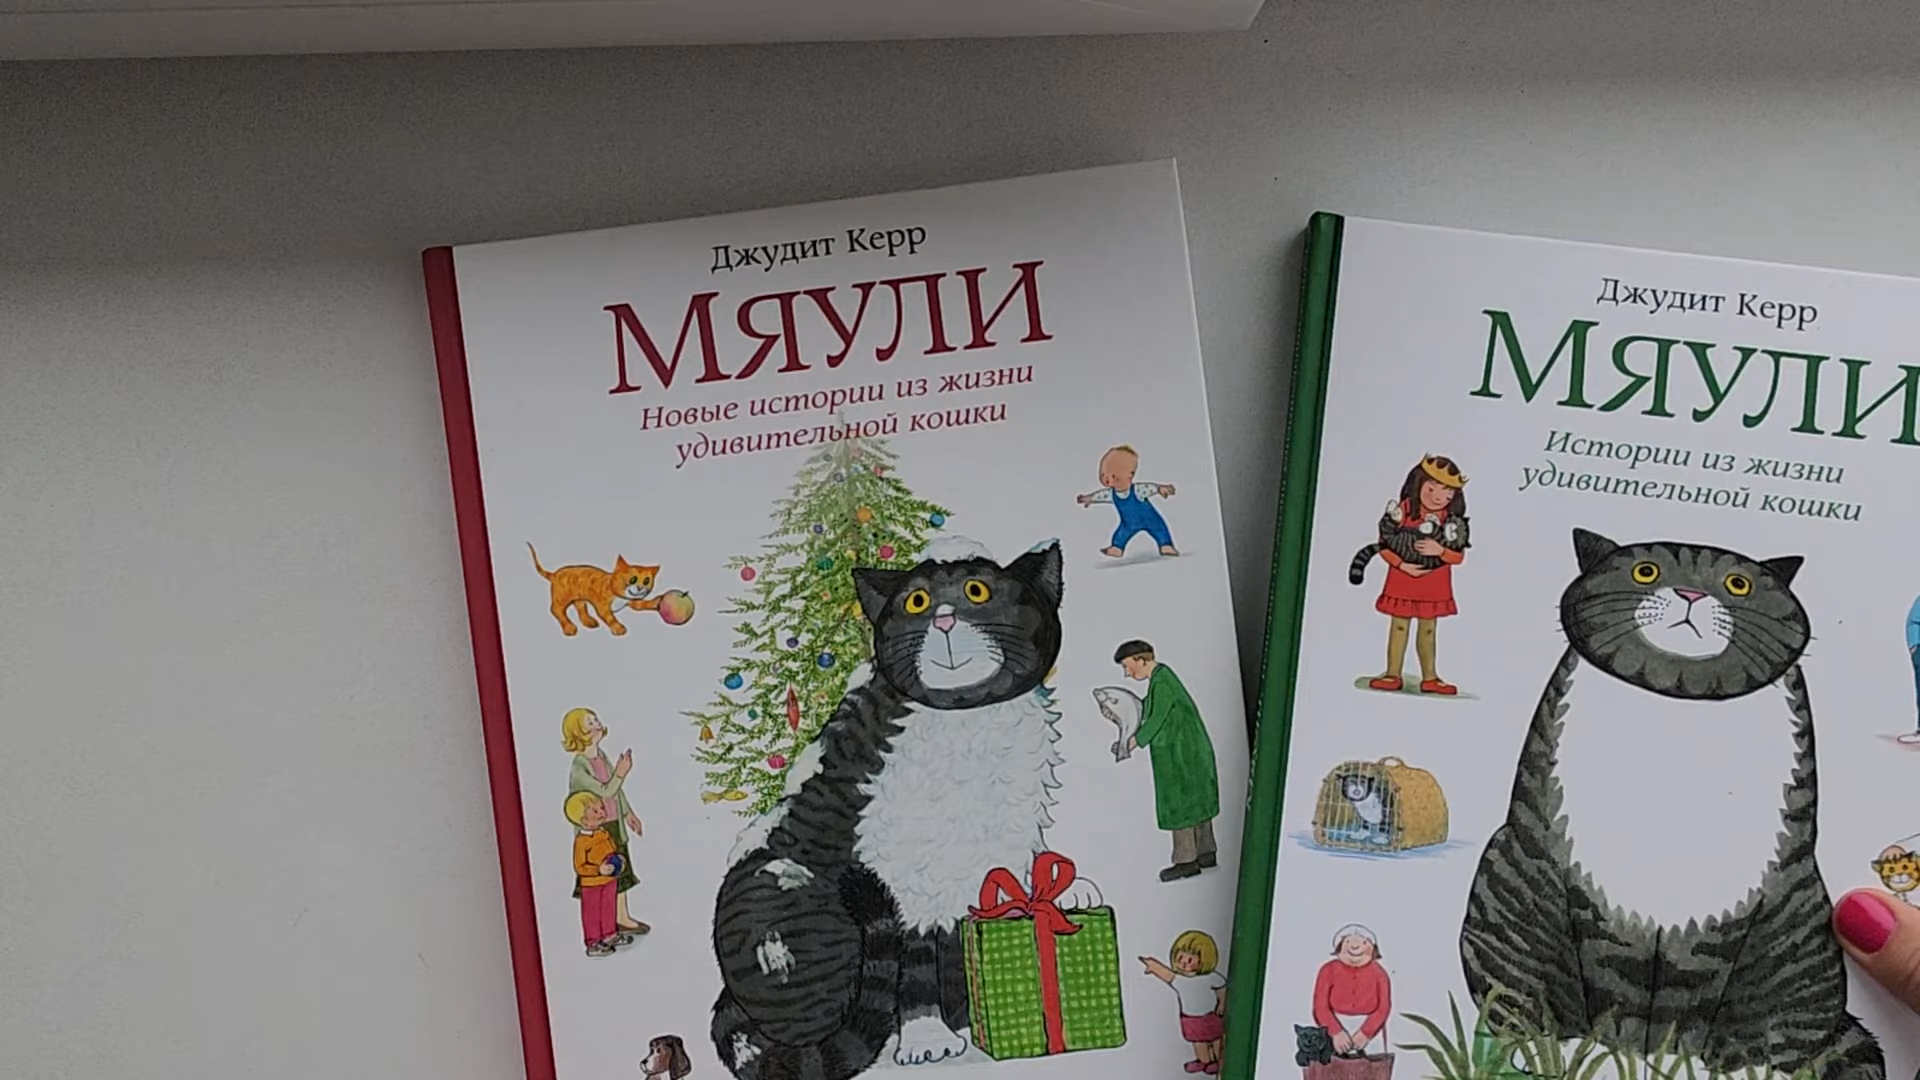 Джудит Керр
МЯУЛИ
Новые истории из жизни
удивительной кошки
Джудит Керр
МЯУЛИ
Истории из жизни
удивительной кошки